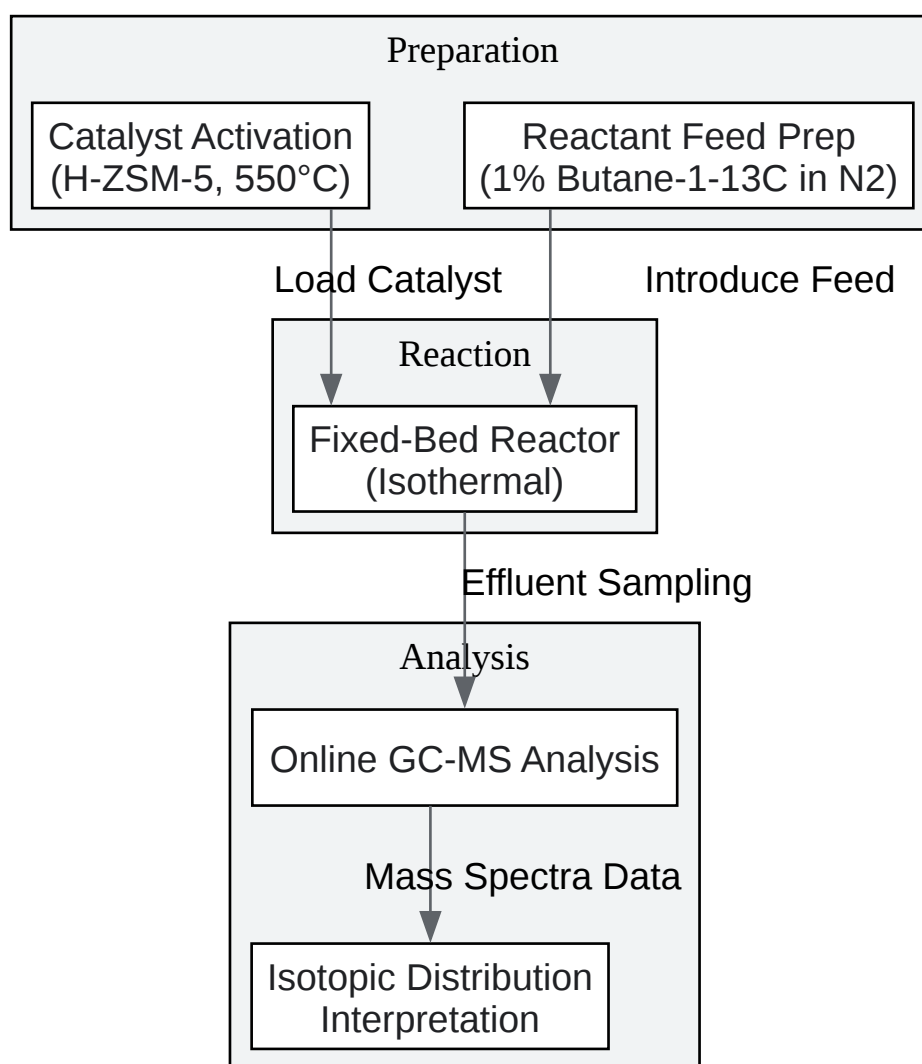 Preparation
Catalyst Activation
(H-ZSM-5, 550°C)
Reactant Feed Prep
(1% Butane-1-13C in N2)
Load Catalyst
Introduce Feed
Reaction
Fixed-Bed Reactor
(Isothermal)
Effluent Sampling
Analysis
Online GC-MS Analysis
Mass Spectra Data
Isotopic Distribution
Interpretation